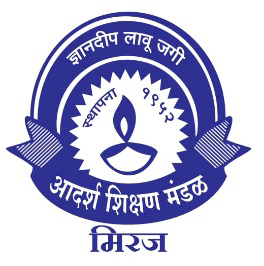 ज्ञानदीप लावू जगी
स्थापना १९५२
आदर्श शिक्षण मंडळ
मिरज